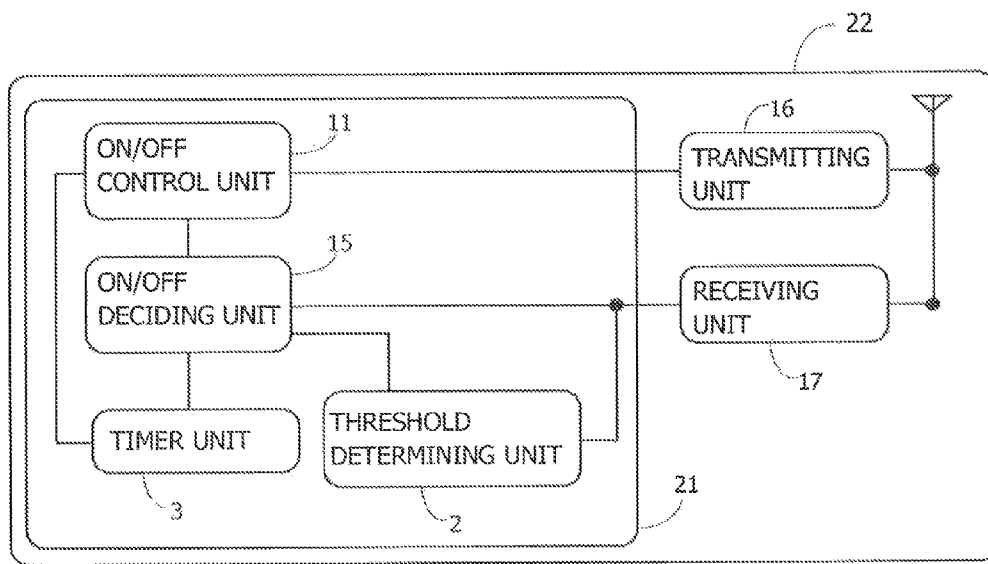 22
11
16
ON/OFF
CONTROL UNIT
TRANSMITTING
UNIT
15
ON/OFF
DECIDING UNIT
RECEIVING
UNIT
17
TIMER UNIT
THRESHOLD
DETERMINING UNIT
3
2
21